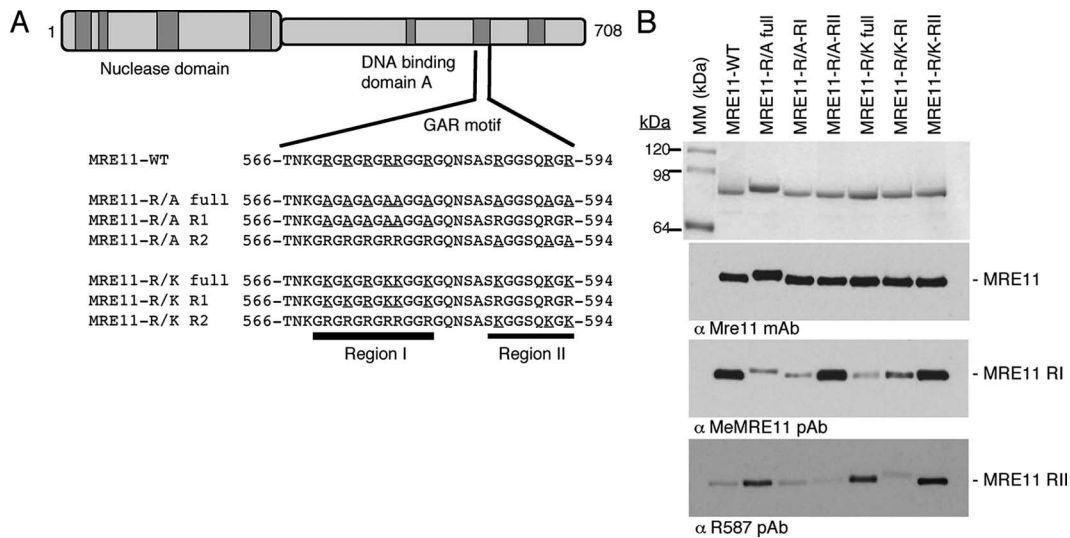 A
1
708
Nuclease domain
DNA binding
domain A
GAR motif
MRE11-WT 566-TNKGRGRGRGRRGGRGQNSASRGGSQRGR-594
MRE11-R/A full 566-TNKGAGAGAGAAGGAGQNSASAGGSQAGA-594
MRE11-R/A R1 566-TNKGAGAGAGAAGGAGQNSASRGGSQRGR-594
MRE11-R/A R2 566-TNKGRGRGRGRRGGRGQNSASAGGSQAGA-594
MRE11-R/K full 566-TNKGKGKGRGKKGGKGQNSASKGGSQKGK-594
MRE11-R/K R1 566-TNKGKGKGRGKKGGKGQNSASRGGSQRGR-594
MRE11-R/K R2 566-TNKGRGRGRGRRGGRGQNSASKGGSQKGK-594
Region I
Region II
B
MM (kDa)
MRE11-WT
MRE11-R/A full
MRE11-R/A-RI
MRE11-R/A-RII
MRE11-R/K full
MRE11-R/K-RI
MRE11-R/K-RII
kDa
120
98
64
- MRE11
α Mre11 mAb
- MRE11 RI
α MeMRE11 pAb
- MRE11 RII
α R587 pAb